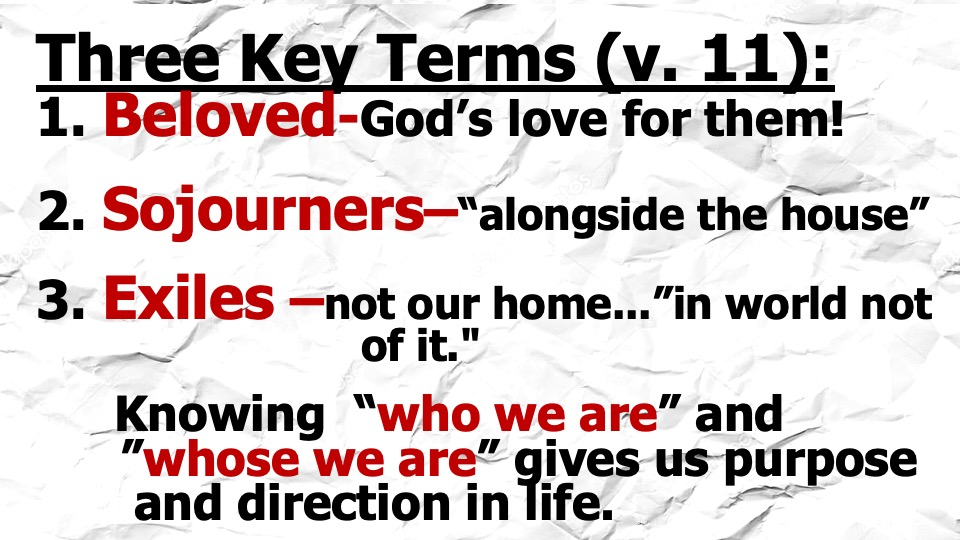 Three Key Terms (v. 11):
1. Beloved-God’s love for them!
2. Sojourners–“alongside the house”
3. Exiles –not our home...”in world not
of it."
Knowing “who we are” and
”whose we are” gives us purpose
and direction in life.